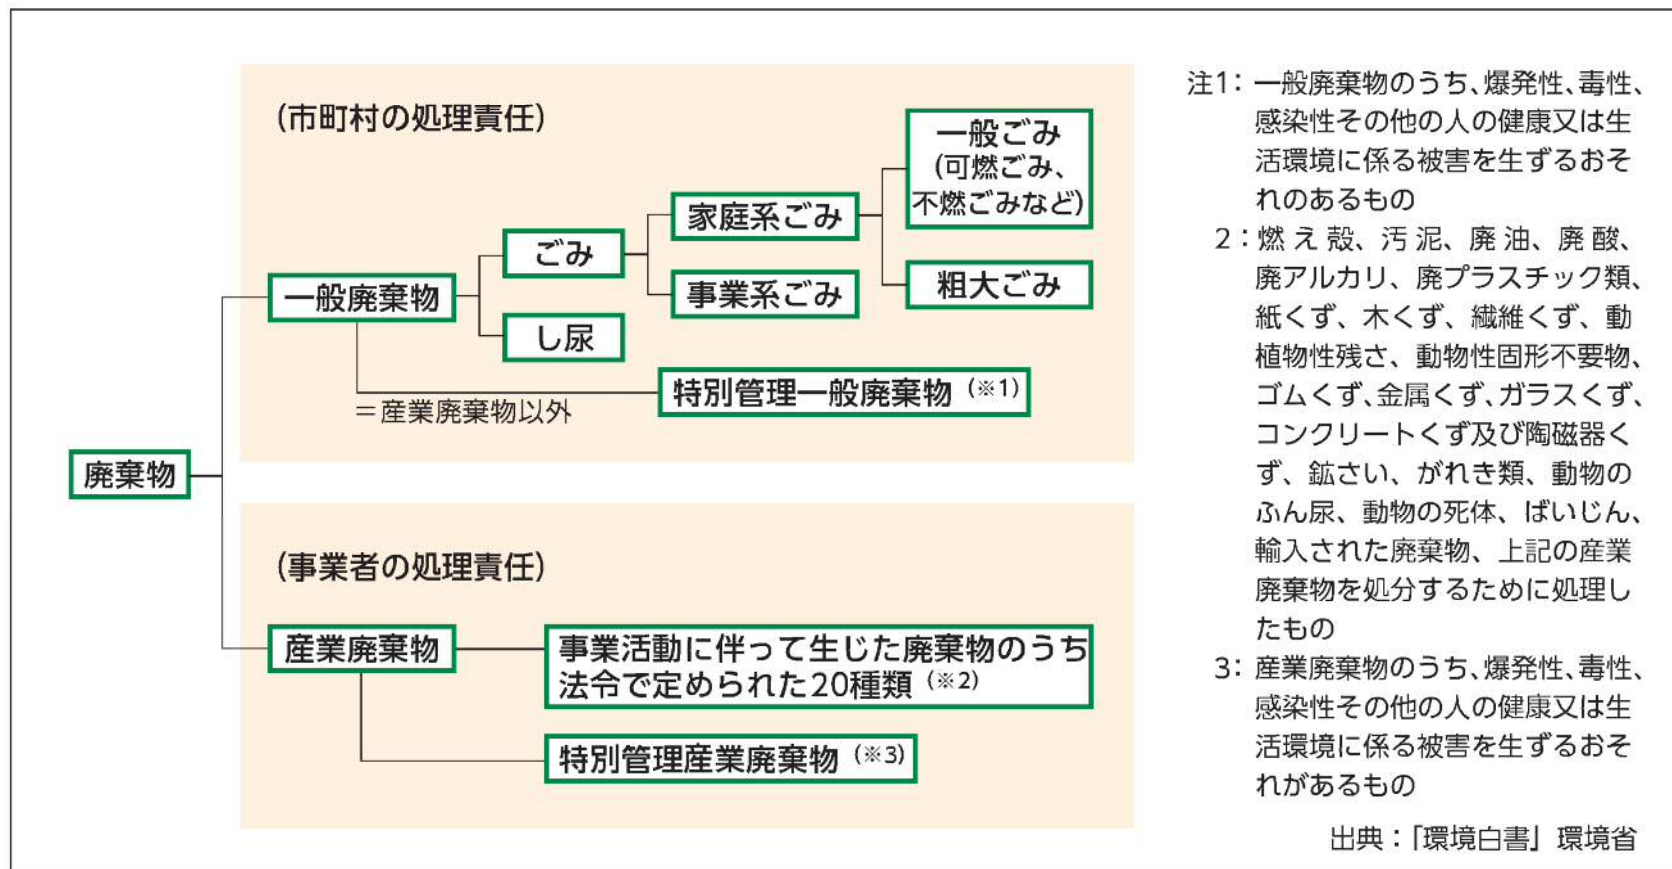 (市町村の処理責任)
一般ごみ
(可燃ごみ、
不燃ごみなど)
家庭系ごみ
ごみ
事業系ごみ
粗大ごみ
一般廃棄物
し尿
特別管理一般廃棄物 (※1)
=産業廃棄物以外
廃棄物
(事業者の処理責任)
産業廃棄物
事業活動に伴って生じた廃棄物のうち
法令で定められた20種類 (※2)
特別管理産業廃棄物 (※3)
注1:一般廃棄物のうち、爆発性、毒性、
感染性その他の人の健康又は生
活環境に係る被害を生ずるおそ
れのあるもの
2:燃え殻、汚泥、廃油、廃酸、
廃アルカリ、廃プラスチック類、
紙くず、木くず、繊維くず、動
植物性残さ、動物性固形不要物、
ゴムくず、金属くず、ガラスくず、
コンクリートくず及び陶磁器く
ず、鉱さい、がれき類、動物の
ふん尿、動物の死体、ばいじん、
輸入された廃棄物、上記の産業
廃棄物を処分するために処理し
たもの
3:産業廃棄物のうち、爆発性、毒性、
感染性その他の人の健康又は生
活環境に係る被害を生ずるおそ
れがあるもの
出典:「環境白書」環境省